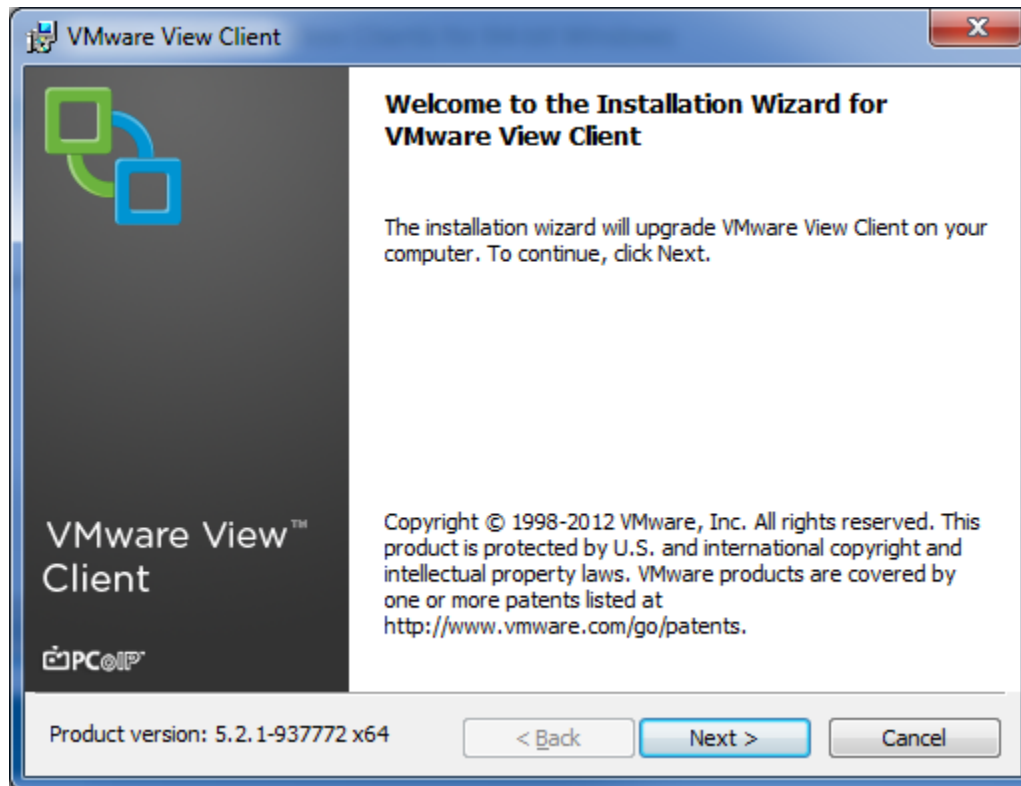 VMware View Client
Welcome to the Installation Wizard for
VMware View Client
The installation wizard will upgrade VMware View Client on your
computer. To continue, click Next.
VMware View™
Client
PCoIP™
Copyright © 1998-2012 VMware, Inc. All rights reserved. This
product is protected by U.S. and international copyright and
intellectual property laws. VMware products are covered by
one or more patents listed at
http://www.vmware.com/go/patents.
Product version: 5.2.1-937772 x64
< Back
Next >
Cancel